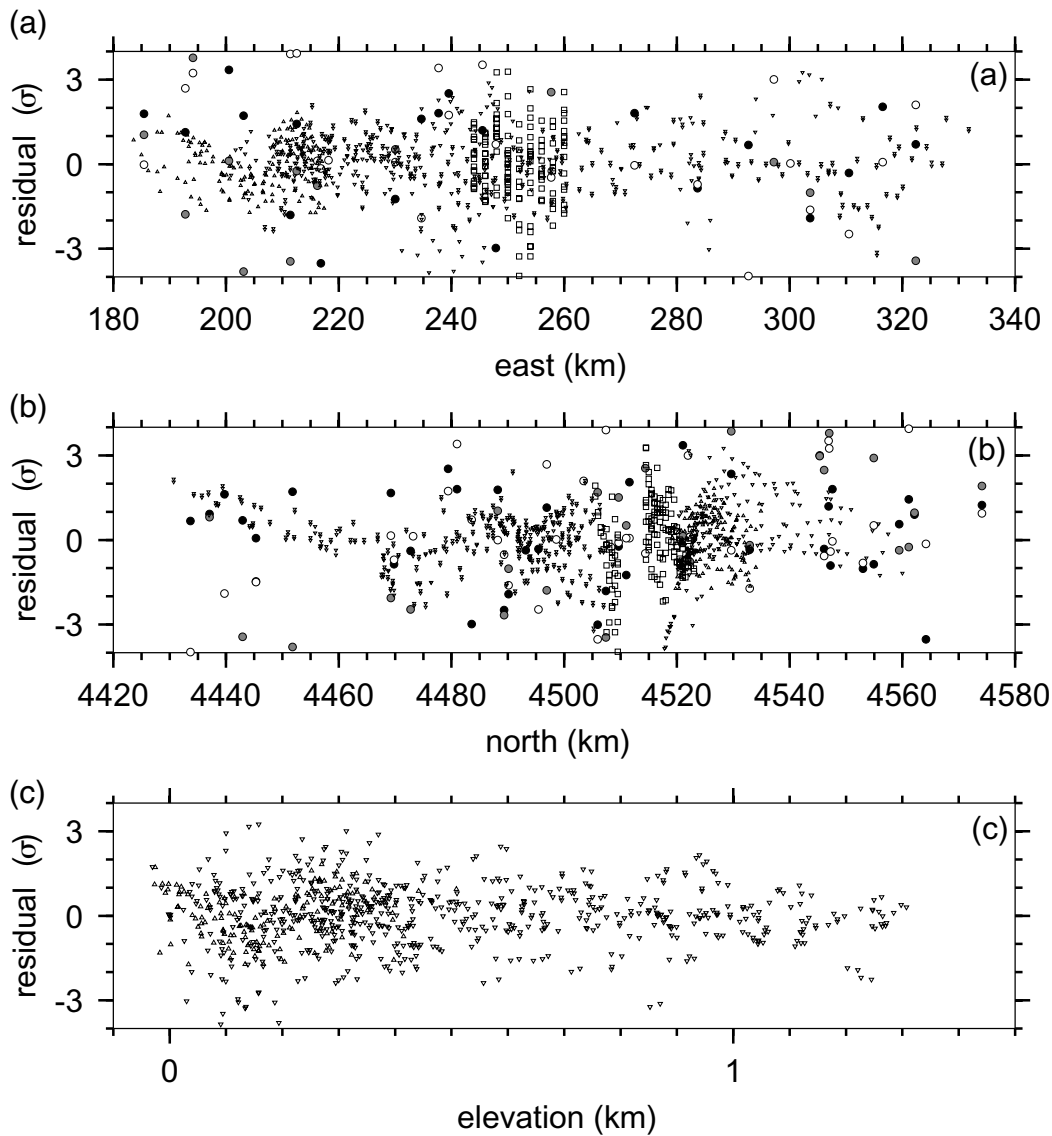 (a)
3
0
-3
residual (σ)
(a)
180 200 220 240 260 280 300 320 340
east (km)
(b)
3
0
-3
residual (σ)
(b)
4420 4440 4460 4480 4500 4520 4540 4560 4580
north (km)
(c)
3
0
-3
residual (σ)
(c)
0 1
elevation (km)